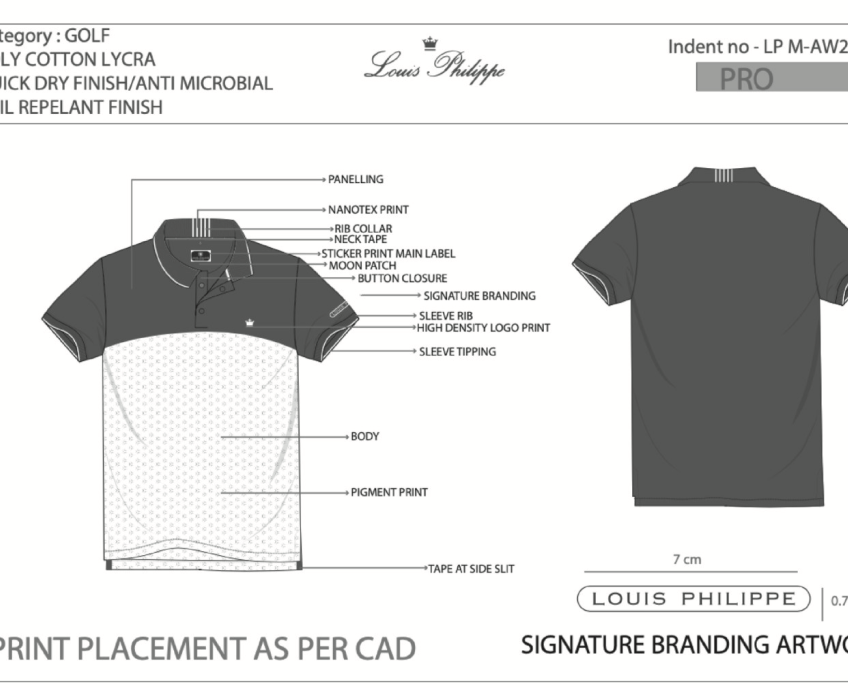 tegory : GOLF
LY COTTON LYCRA
UICK DRY FINISH/ANTI MICROBIAL
IL REPELANT FINISH
Louis Philippe
Indent no - LP M-AW2
PRO
PANELLING
NANOTEX PRINT
RIB COLLAR
NECK TAPE
STICKER PRINT MAIN LABEL
MOON PATCH
BUTTON CLOSURE
SIGNATURE BRANDING
SLEEVE RIB
HIGH DENSITY LOGO PRINT
SLEEVE TIPPING
BODY
PIGMENT PRINT
TAPE AT SIDE SLIT
7 cm
LOUIS PHILIPPE
0.7
PRINT PLACEMENT AS PER CAD
SIGNATURE BRANDING ARTWO